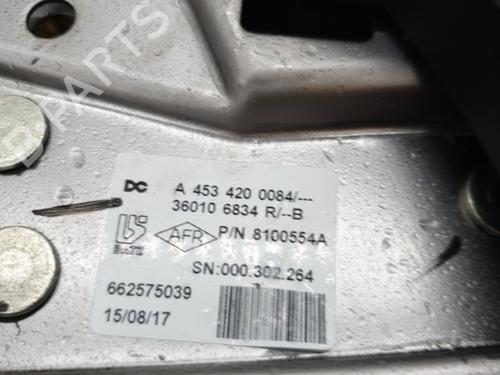 DC A 453 420 0084/---
36010 6834 R/--B
AFR P/N 8100554A
SN:000.302.264
662575039
15/08/17
B PARTS